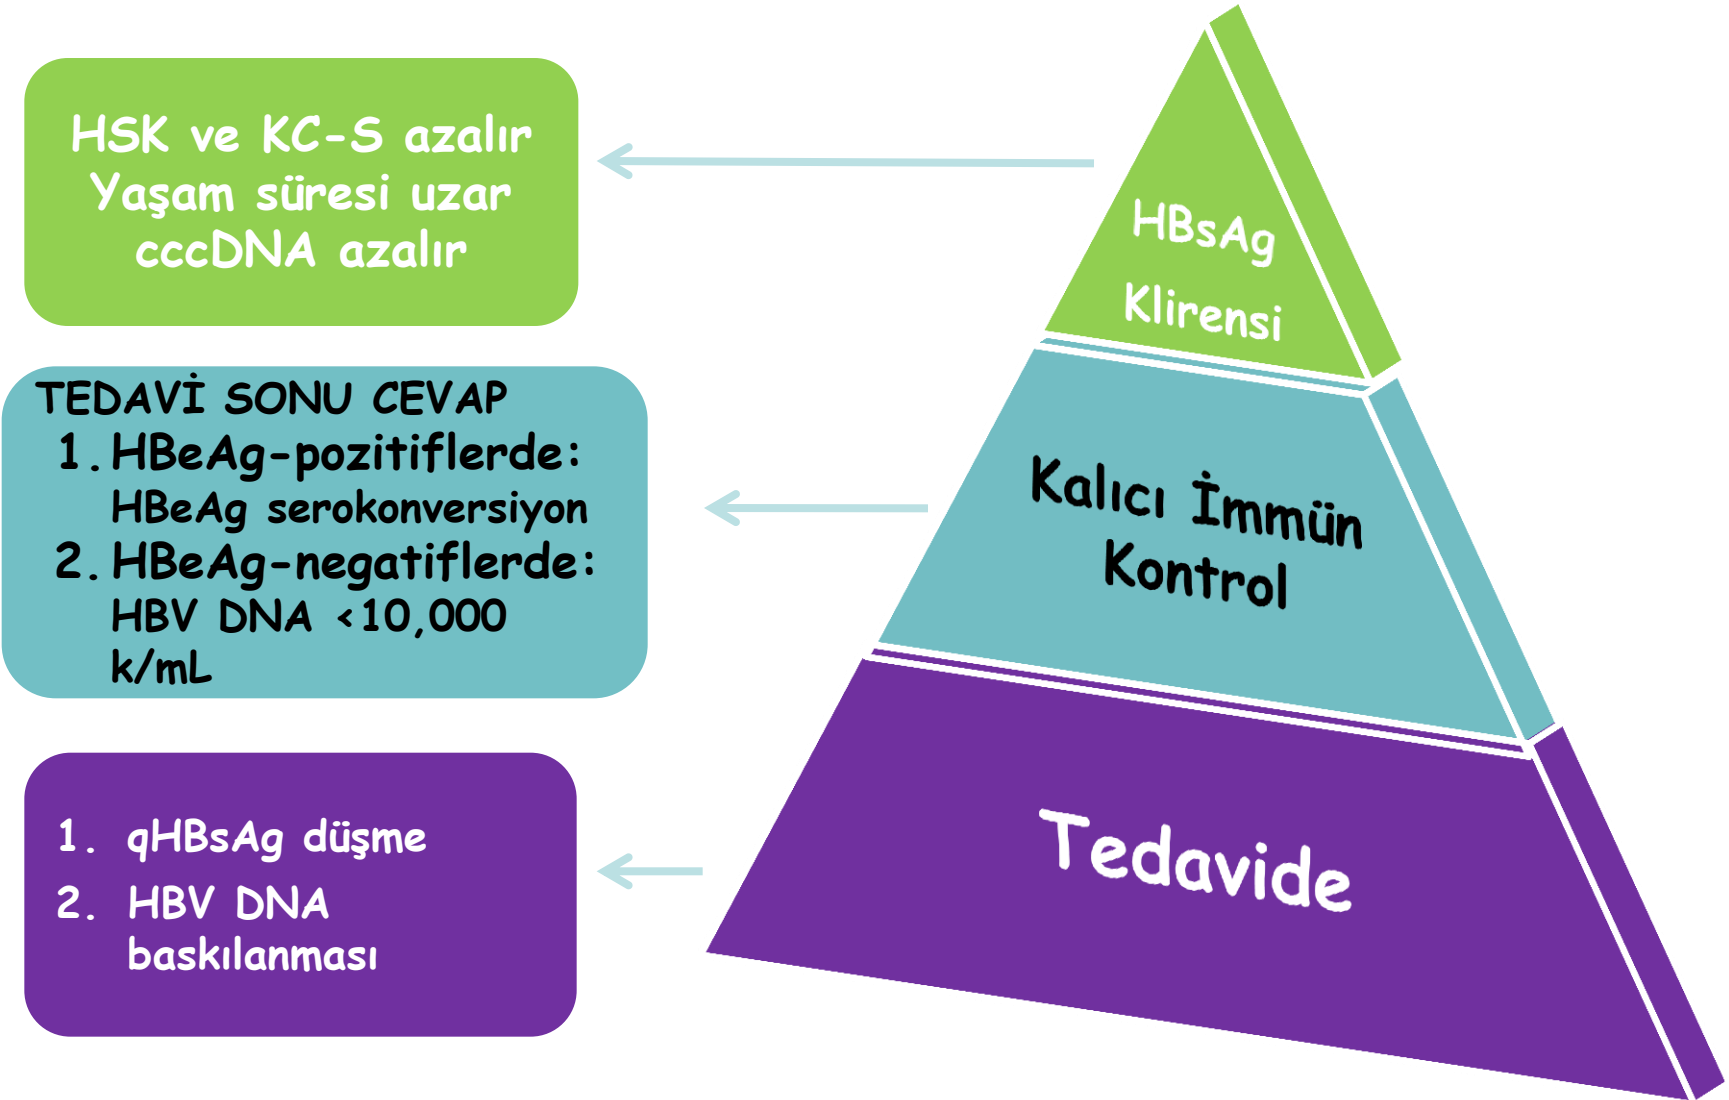 HSK ve KC-S azalır
Yaşam süresi uzar
cccDNA azalır
HBsAg
Klirensi
TEDAVİ SONU CEVAP
1. HBeAg-pozitiflerde:
HBeAg serokonversiyon
2. HBeAg-negatiflerde:
HBV DNA <10,000
k/mL
Kalıcı İmmün
Kontrol
1. qHBsAg düşme
2. HBV DNA
baskılanması
Tedavide